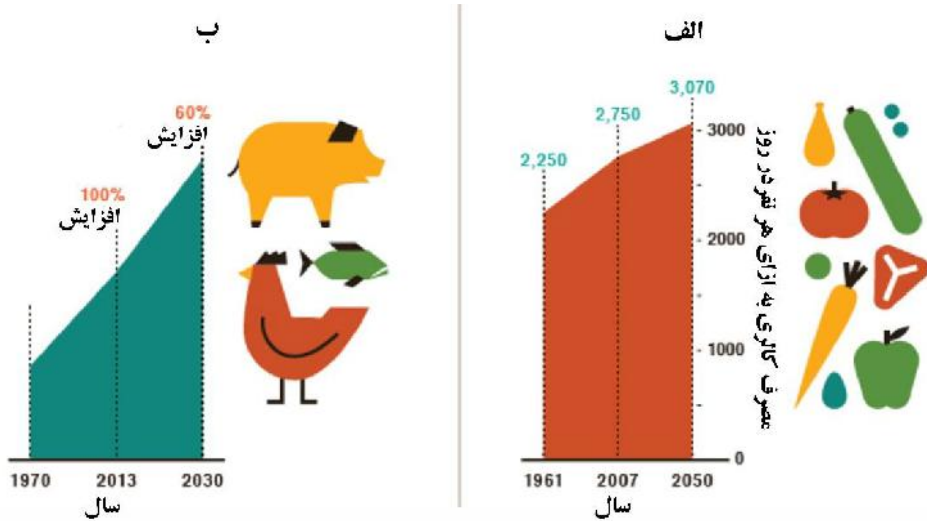 الف
3,070
2,750
2,250
3000
2000
1000
0
مصرف کالری به ازای هر نفر در روز
1961 2007 2050
سال
ب
60%
افزایش
100%
افزایش
1970 2013 2030
سال